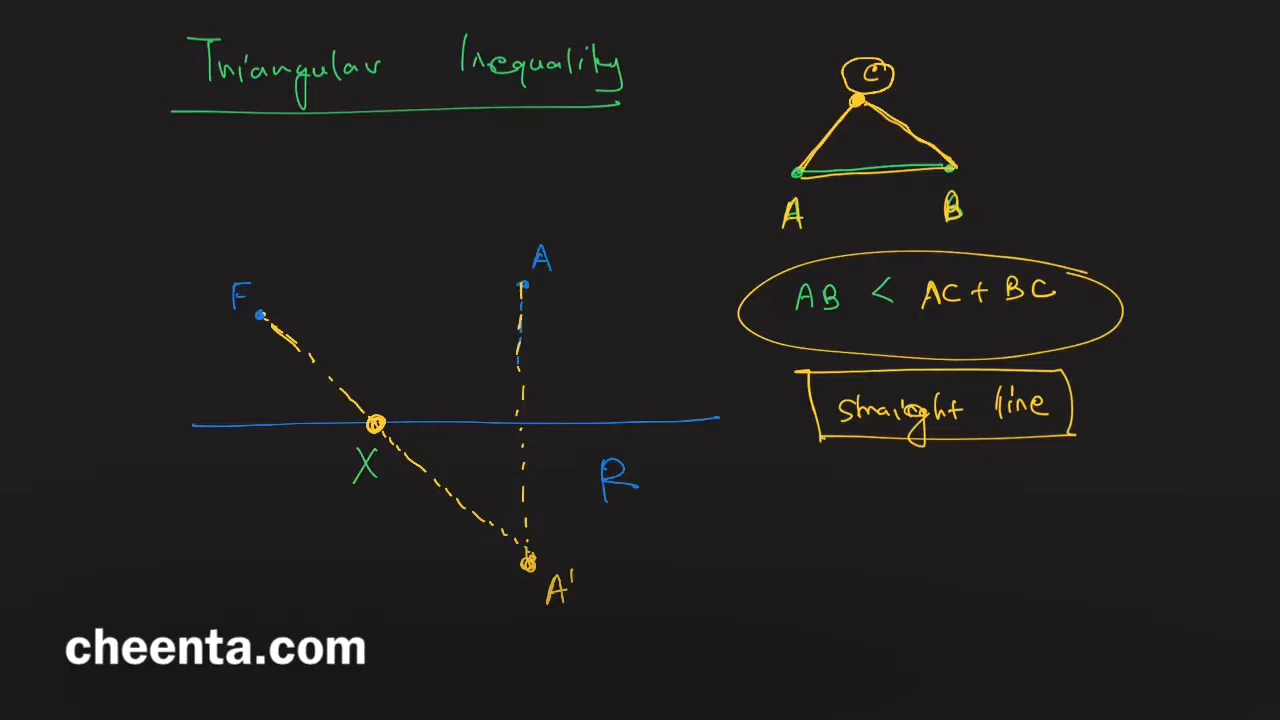 Triangular Inequality
C
A B
AB < AC + BC
straight line
F
A
X
R
A'
cheenta.com